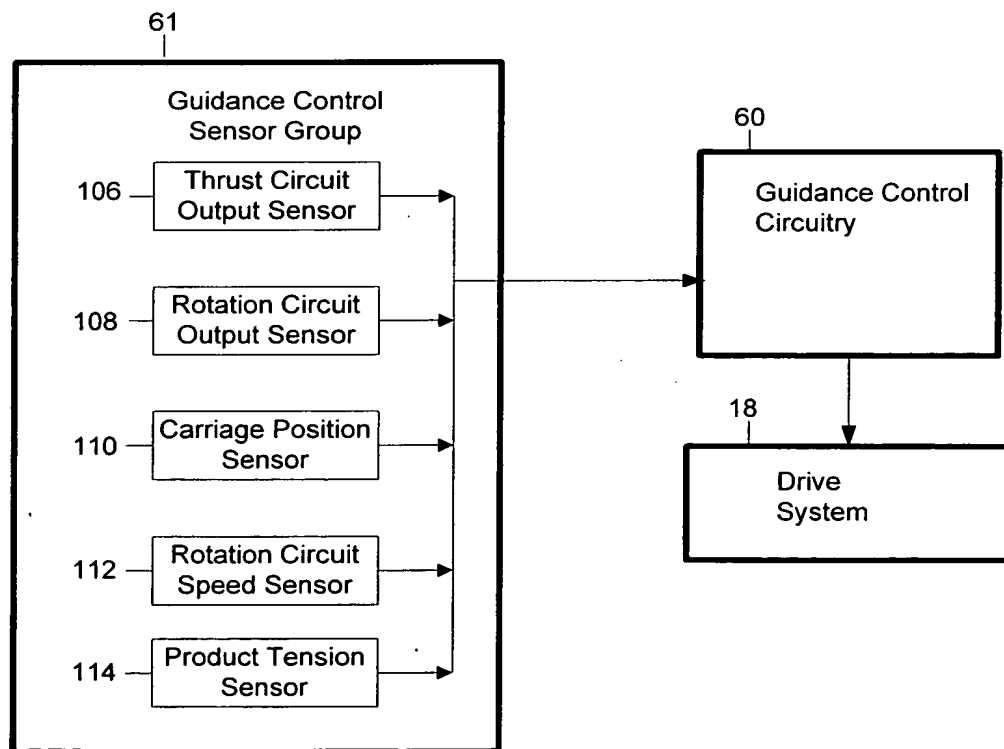 61
Guidance Control
Sensor Group
106
Thrust Circuit
Output Sensor
108
Rotation Circuit
Output Sensor
110
Carriage Position
Sensor
112
Rotation Circuit
Speed Sensor
114
Product Tension
Sensor
60
Guidance Control
Circuitry
18
Drive
System